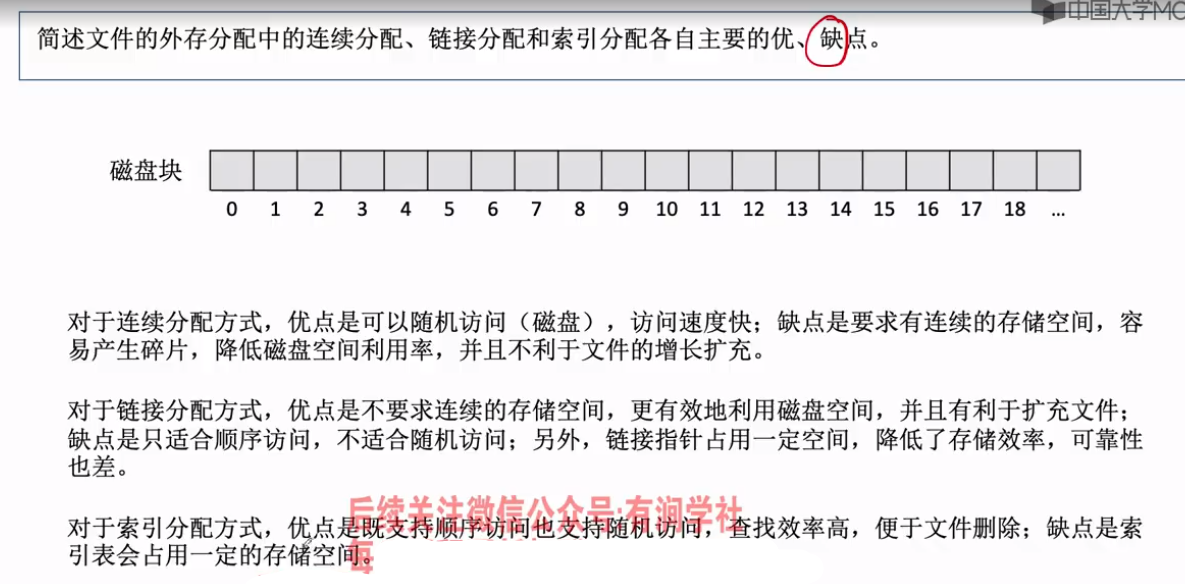 中国大学MO
简述文件的外存分配中的连续分配、链接分配和索引分配各自主要的优、缺点。
磁盘块
0 1 2 3 4 5 6 7 8 9 10 11 12 13 14 15 16 17 18 ...
对于连续分配方式，优点是可以随机访问（磁盘），访问速度快；缺点是要求有连续的存储空间，容
易产生碎片，降低磁盘空间利用率，并且不利于文件的增长扩充。
对于链接分配方式，优点是不要求连续的存储空间，更有效地利用磁盘空间，并且有利于扩充文件；
缺点是只适合顺序访问，不适合随机访问；另外，链接指针占用一定空间，降低了存储效率，可靠性
也差。
后续关注微信公众号:有润学社
对于索引分配方式，优点是既支持顺序访问也支持随机访问，查找效率高，便于文件删除；缺点是索
引表会占用一定的存储空间。
每